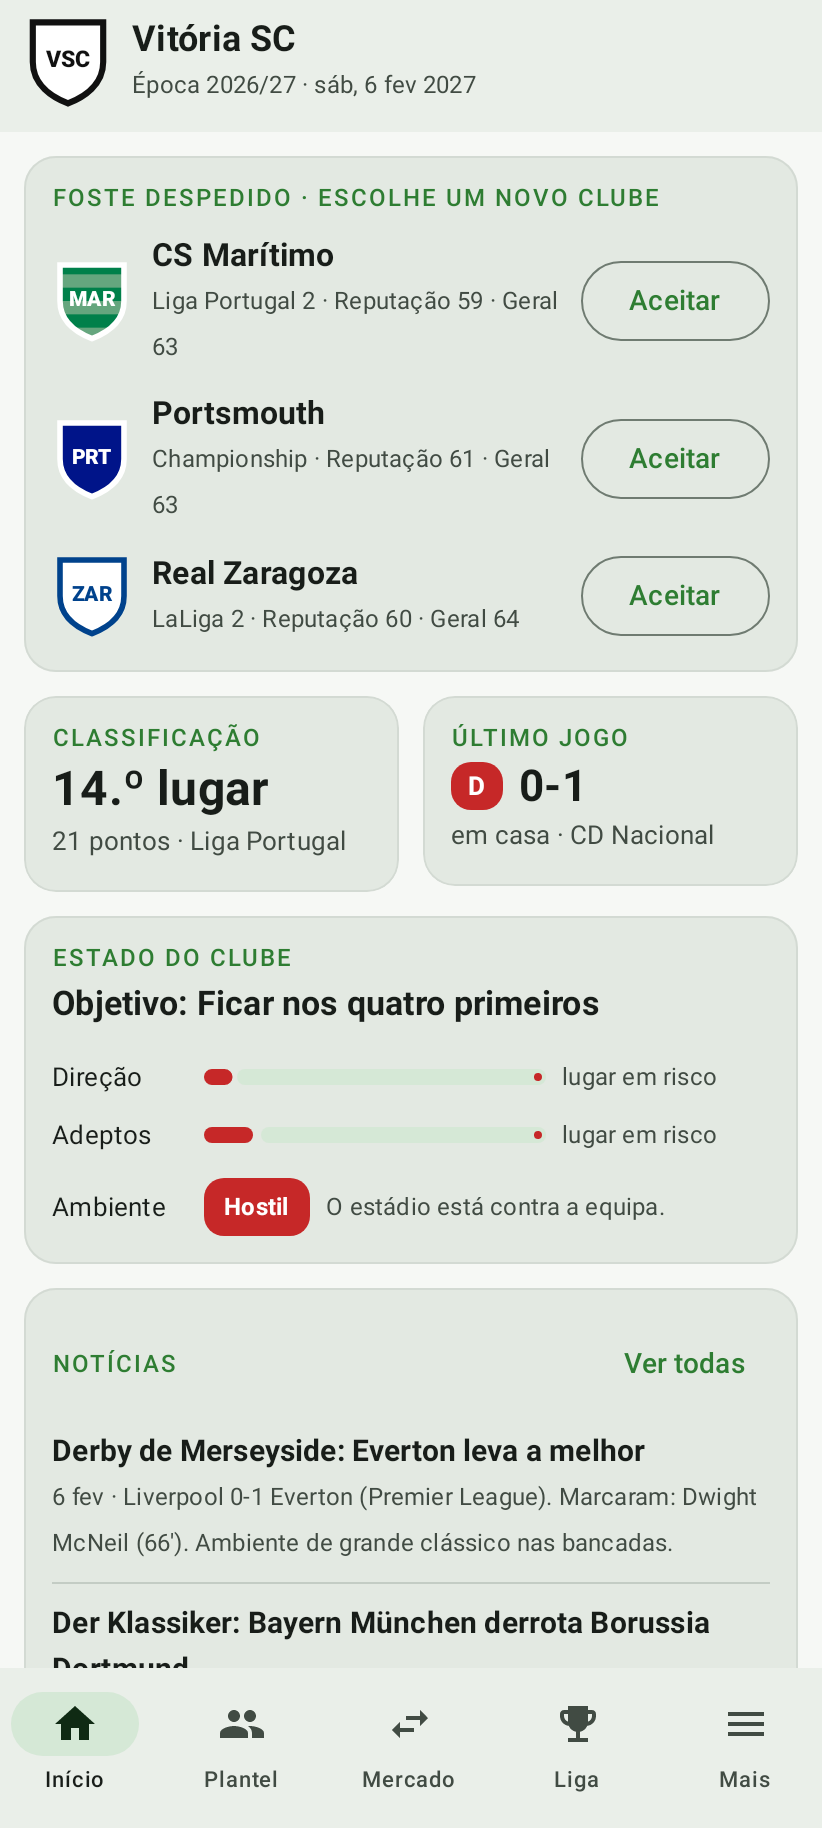 VSC
Vitória SC
Época 2026/27 · sáb, 6 fev 2027
FOSTE DESPEDIDO · ESCOLHE UM NOVO CLUBE
MAR
CS Marítimo
Liga Portugal 2 · Reputação 59 · Geral
63
Aceitar
PRT
Portsmouth
Championship · Reputação 61 · Geral
63
Aceitar
ZAR
Real Zaragoza
LaLiga 2 · Reputação 60 · Geral 64
Aceitar
CLASSIFICAÇÃO
14.º lugar
21 pontos · Liga Portugal
ÚLTIMO JOGO
D 0-1
em casa · CD Nacional
ESTADO DO CLUBE
Objetivo: Ficar nos quatro primeiros
Direção lugar em risco
Adeptos lugar em risco
Ambiente Hostil O estádio está contra a equipa.
NOTÍCIAS Ver todas
Derby de Merseyside: Everton leva a melhor
6 fev · Liverpool 0-1 Everton (Premier League). Marcaram: Dwight
McNeil (66'). Ambiente de grande clássico nas bancadas.
Der Klassiker: Bayern München derrota Borussia
Dortmund
Início Plantel Mercado Liga Mais